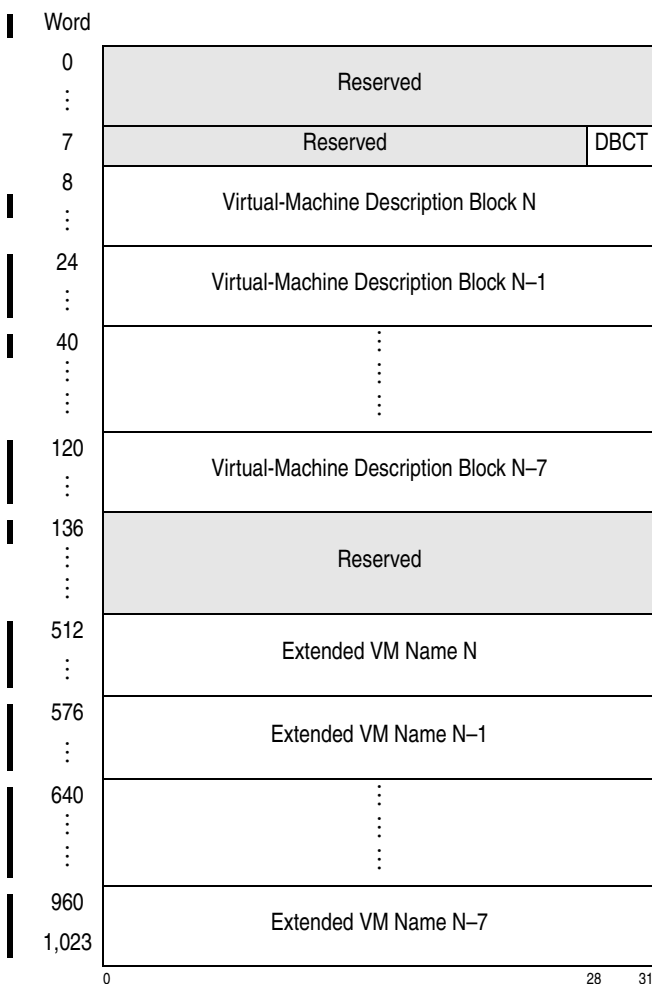 Word
0
Reserved
⋮
7 Reserved DBCT
8
Virtual-Machine Description Block N
⋮
24
Virtual-Machine Description Block N–1
⋮
40
⋮
⋮
120
Virtual-Machine Description Block N–7
⋮
136
Reserved
⋮
⋮
512
Extended VM Name N
⋮
576
Extended VM Name N–1
⋮
640
⋮
⋮
960
Extended VM Name N–7
1,023
0 28 31